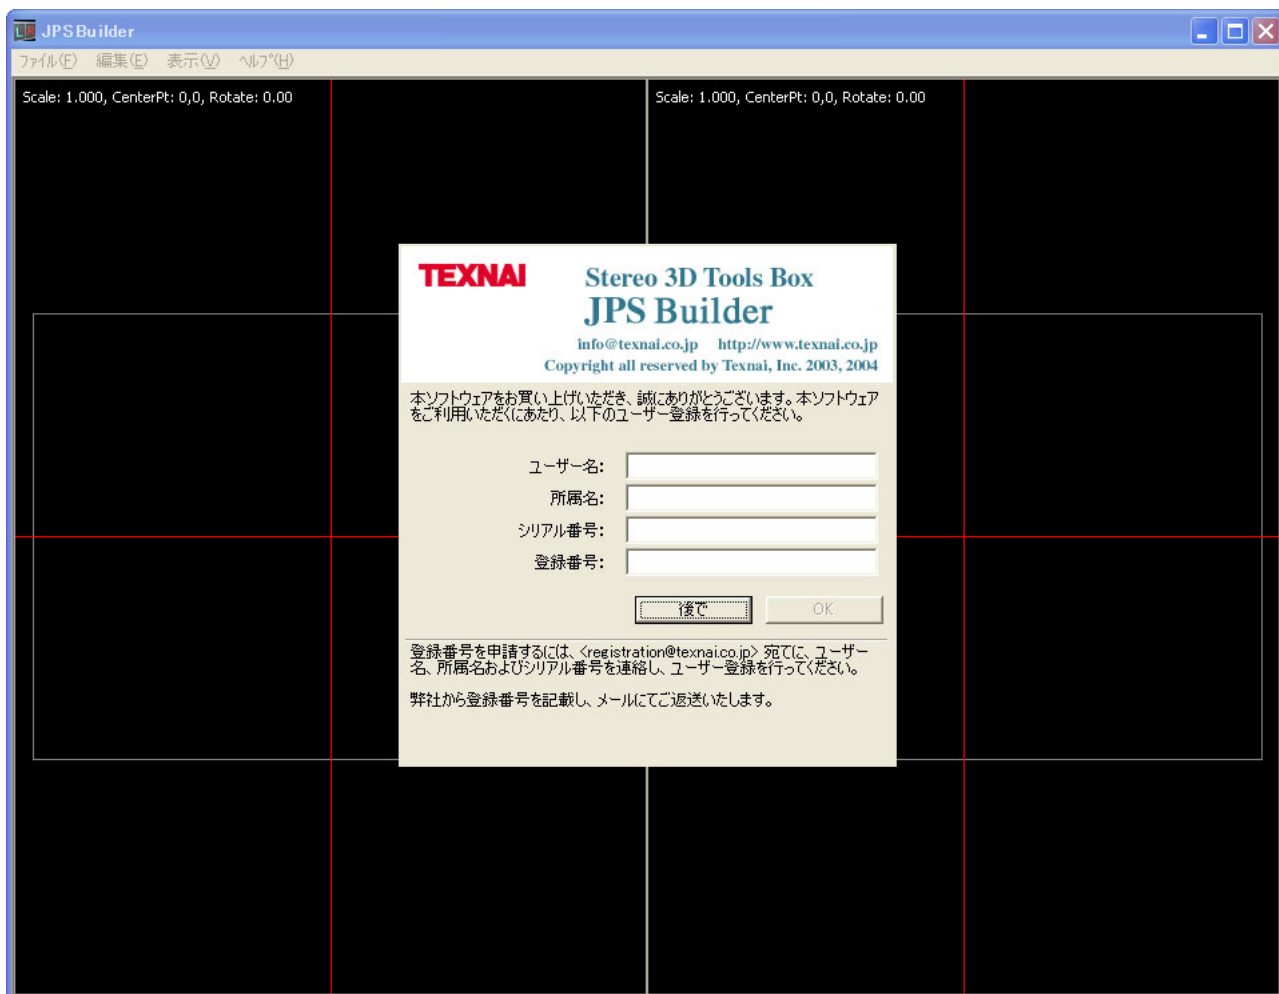 JPSBuilder
ファイル(F) 編集(E) 表示(V) ヘルプ(H)
Scale: 1.000, CenterPt: 0,0, Rotate: 0.00
Scale: 1.000, CenterPt: 0,0, Rotate: 0.00
TEXNAI
Stereo 3D Tools Box
JPS Builder
info@texnai.co.jp http://www.texnai.co.jp
Copyright all reserved by Texnai, Inc. 2003, 2004
本ソフトウェアをお買い上げいただき、誠にありがとうございます。本ソフトウェア
をご利用いただくにあたり、以下のユーザー登録を行ってください。
ユーザー名:
所属名:
シリアル番号:
登録番号:
後で OK
登録番号を申請するには、<registration@texnai.co.jp> 宛てに、ユーザー
名、所属名およびシリアル番号を連絡し、ユーザー登録を行ってください。
弊社から登録番号を記載し、メールにてご返送いたします。